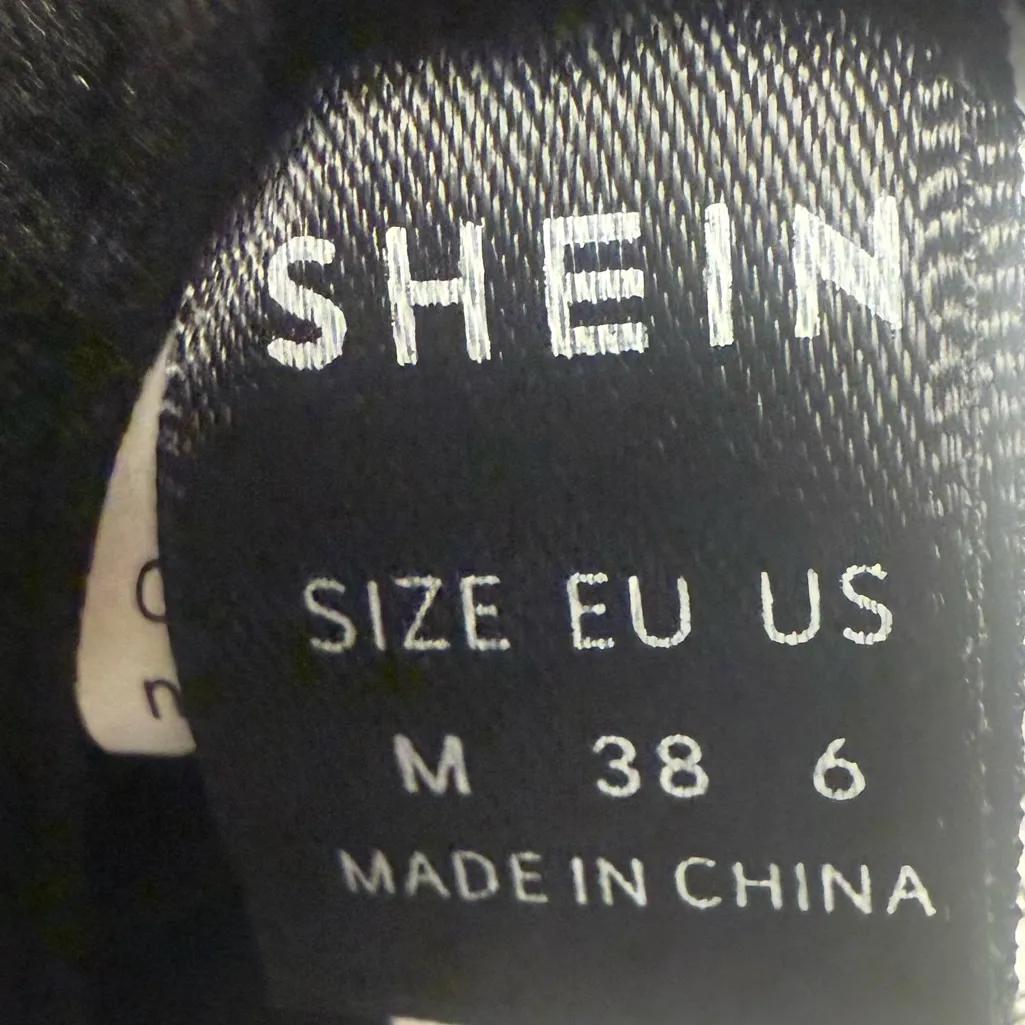 SHEIN
SIZE EU US
M 38 6
MADE IN CHINA